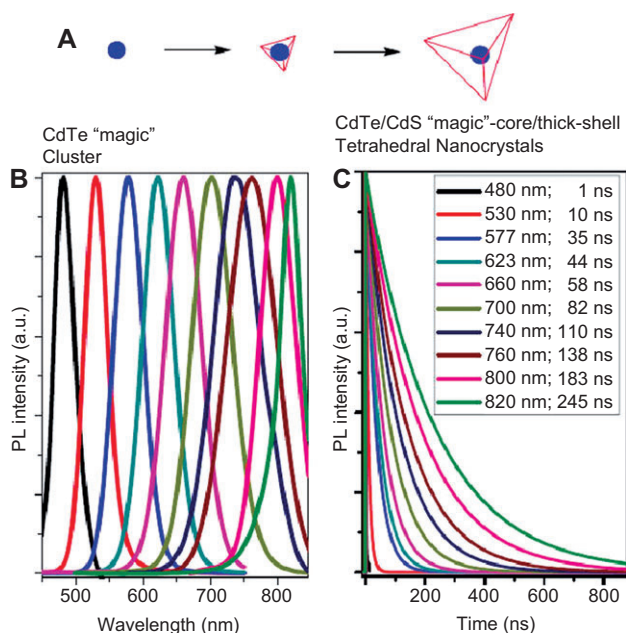 A
CdTe “magic”
Cluster
CdTe/CdS “magic”-core/thick-shell
Tetrahedral Nanocrystals
B
PL intensity (a.u.)
500 600 700 800
Wavelength (nm)
C
480 nm; 1 ns
530 nm; 10 ns
577 nm; 35 ns
623 nm; 44 ns
660 nm; 58 ns
700 nm; 82 ns
740 nm; 110 ns
760 nm; 138 ns
800 nm; 183 ns
820 nm; 245 ns
PL intensity (a.u.)
200 400 600 800
Time (ns)